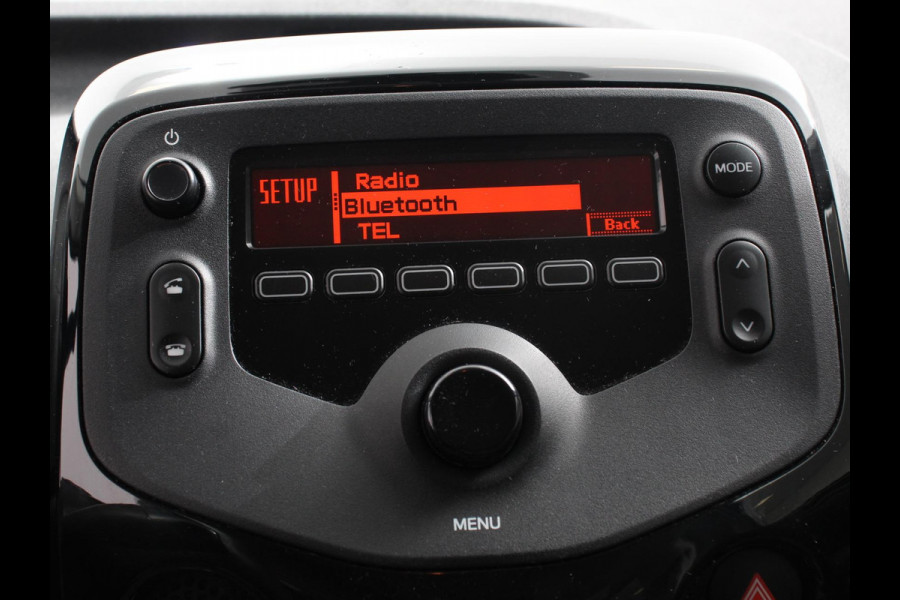 MODE
SETUP
Radio
Bluetooth
TEL
Back
MENU